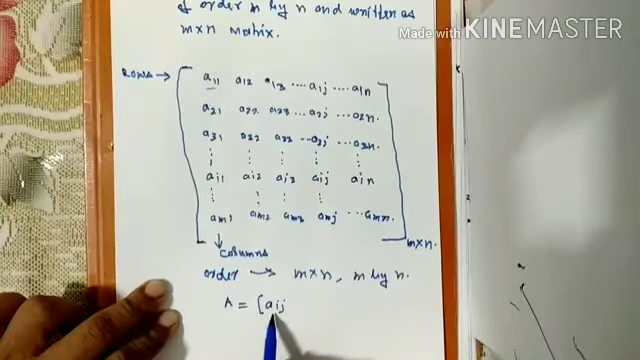 of order m by n and written as
Made with KINEMASTER
m×n matrix.
ROWS → a11 a12 a13 .... a1j .... a1n
a21 a22 a23 ... a2j ... a2n.
a31 a32 a33 ... a3j ... a3n.
⋮ ⋮ ⋮ ⋮ ⋮
ai1 ai2 ai3 aij ain
⋮ ⋮ ⋮ ⋮
am1 am2 am3 amj ... amn.
m×n.
↓ columns
order → m×n, m by n.
A = [aij